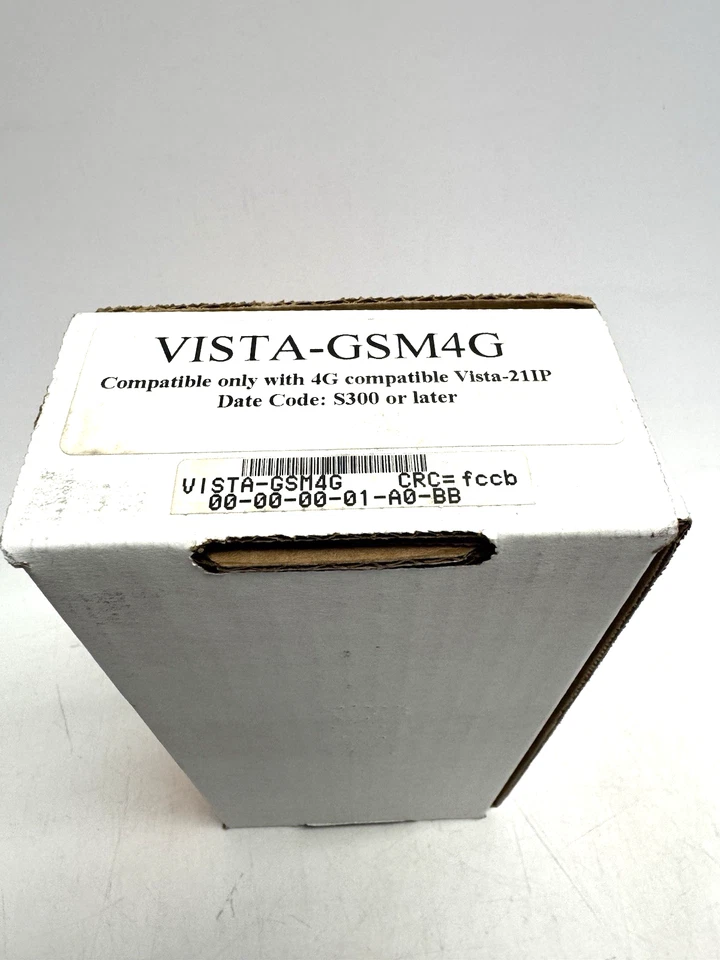 VISTA-GSM4G
Compatible only with 4G compatible Vista-21IP
Date Code: S300 or later
VISTA-GSM4G CRC=fccb
00-00-00-01-A0-BB